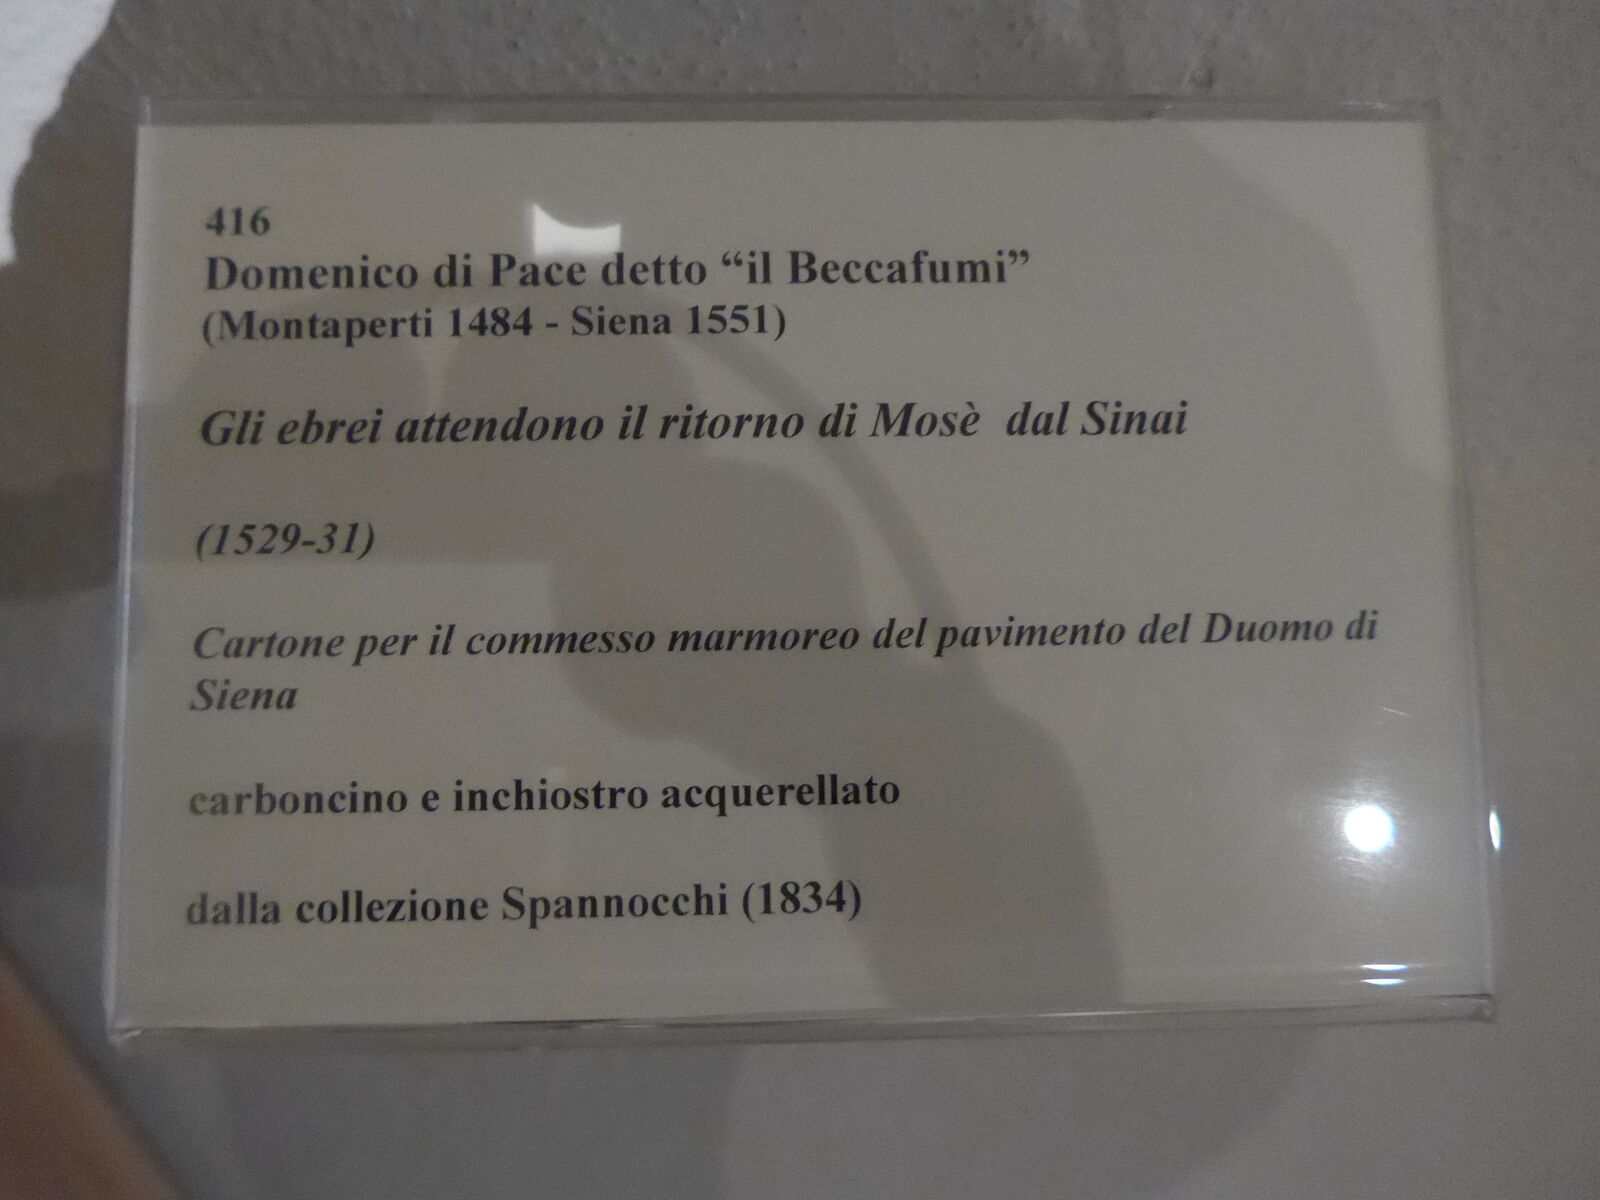 416
Domenico di Pace detto “il Beccafumi”
(Montaperti 1484 - Siena 1551)
Gli ebrei attendono il ritorno di Mosè dal Sinai
(1529-31)
Cartone per il commesso marmoreo del pavimento del Duomo di
Siena
carboncino e inchiostro acquerellato
dalla collezione Spannocchi (1834)